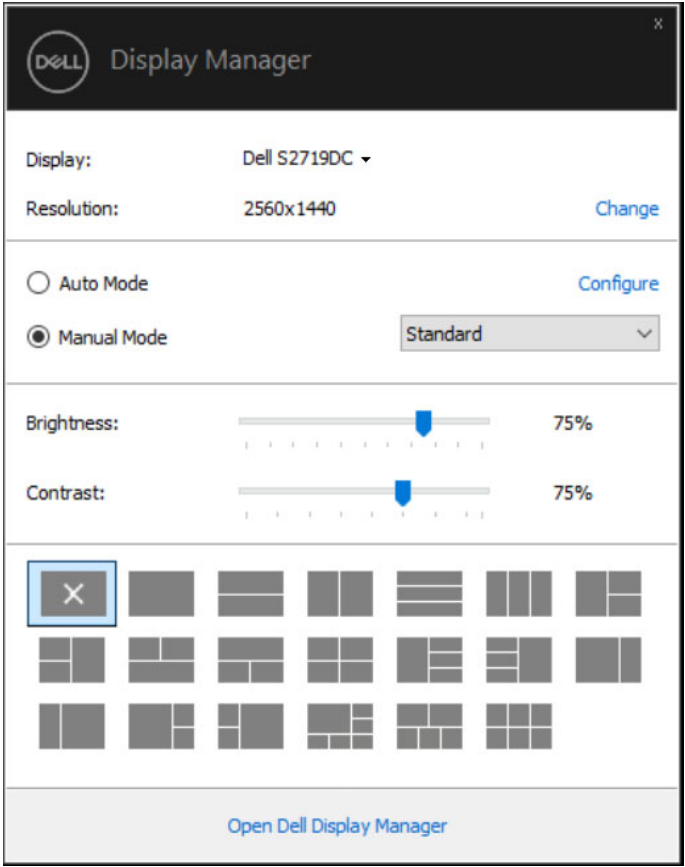 x
DELL Display Manager
Display: Dell S2719DC
Resolution: 2560x1440 Change
Auto Mode Configure
Manual Mode Standard
Brightness: 75%
Contrast: 75%
Open Dell Display Manager